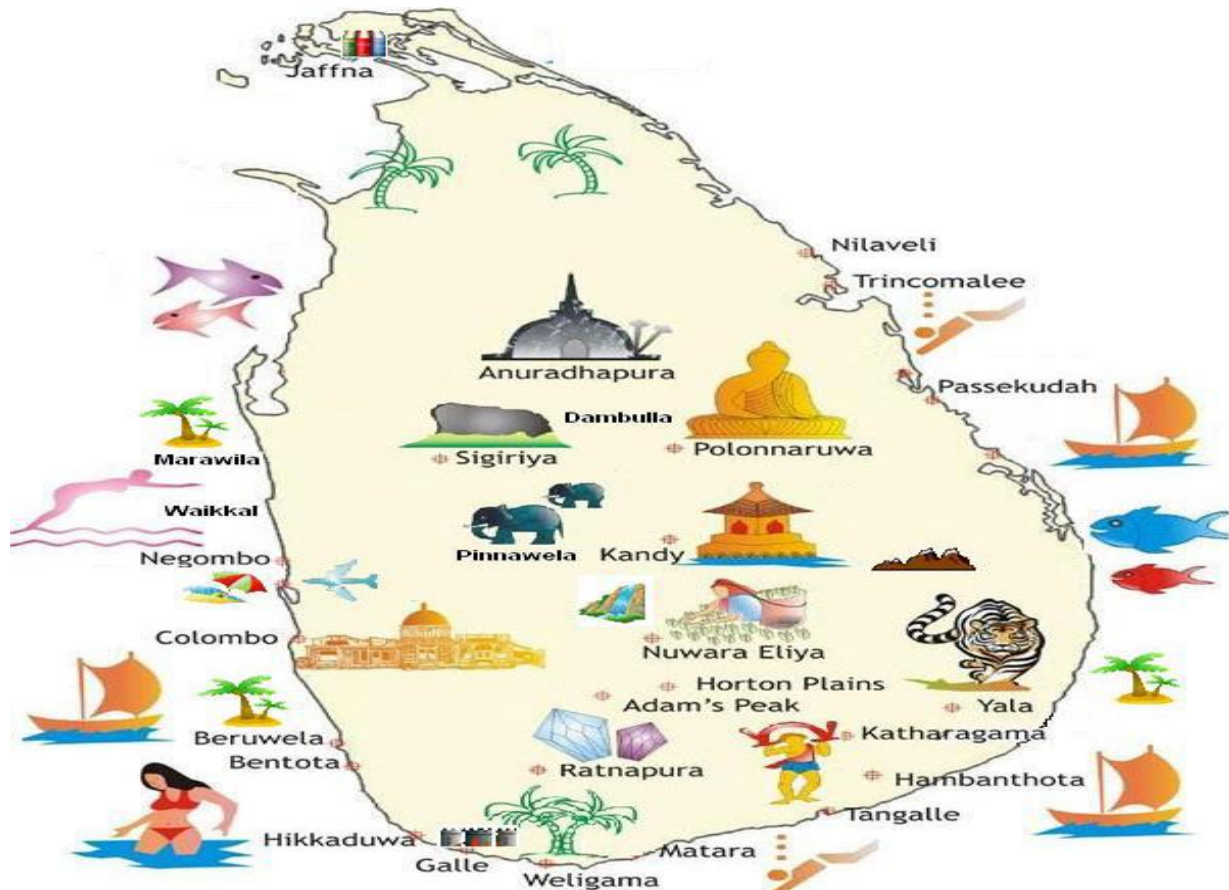 Jaffna
Nilaveli
Trincomalee
Anuradhapura
Passekudah
Dambulla
Marawila
Sigiriya
Polonnaruwa
Waikkal
Negombo
Pinnawela
Kandy
Colombo
Nuwara Eliya
Horton Plains
Adam's Peak
Yala
Beruwela
Katharagama
Bentota
Ratnapura
Hambanthota
Tangalle
Hikkaduwa
Galle
Matara
Weligama